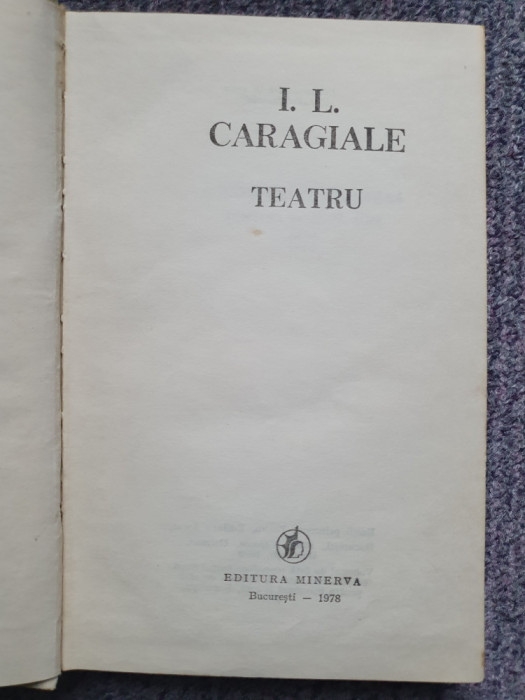 I. L.
CARAGIALE
TEATRU
EDITURA MINERVA
București — 1978